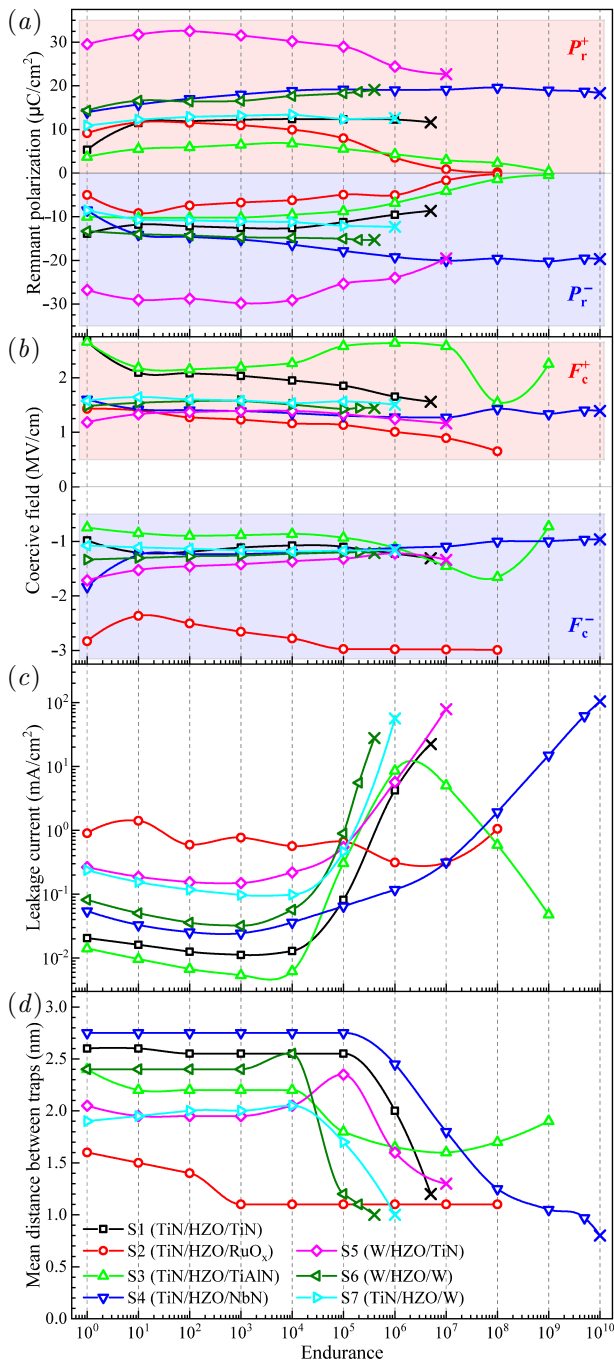 (a)
Remnant polarization (μC/cm²)
30
20
10
0
-10
-20
-30
P_r^+
P_r^−
(b)
Coercive field (MV/cm)
2
1
0
-1
-2
-3
F_c^+
F_c^−
(c)
Leakage current (mA/cm²)
10²
10¹
10⁰
10⁻¹
10⁻²
(d)
Mean distance between traps (nm)
3.0
2.5
2.0
1.5
1.0
0.5
0.0
S1 (TiN/HZO/TiN)
S2 (TiN/HZO/RuOₓ)
S3 (TiN/HZO/TiAlN)
S4 (TiN/HZO/NbN)
S5 (W/HZO/TiN)
S6 (W/HZO/W)
S7 (TiN/HZO/W)
10⁰ 10¹ 10² 10³ 10⁴ 10⁵ 10⁶ 10⁷ 10⁸ 10⁹ 10¹⁰
Endurance